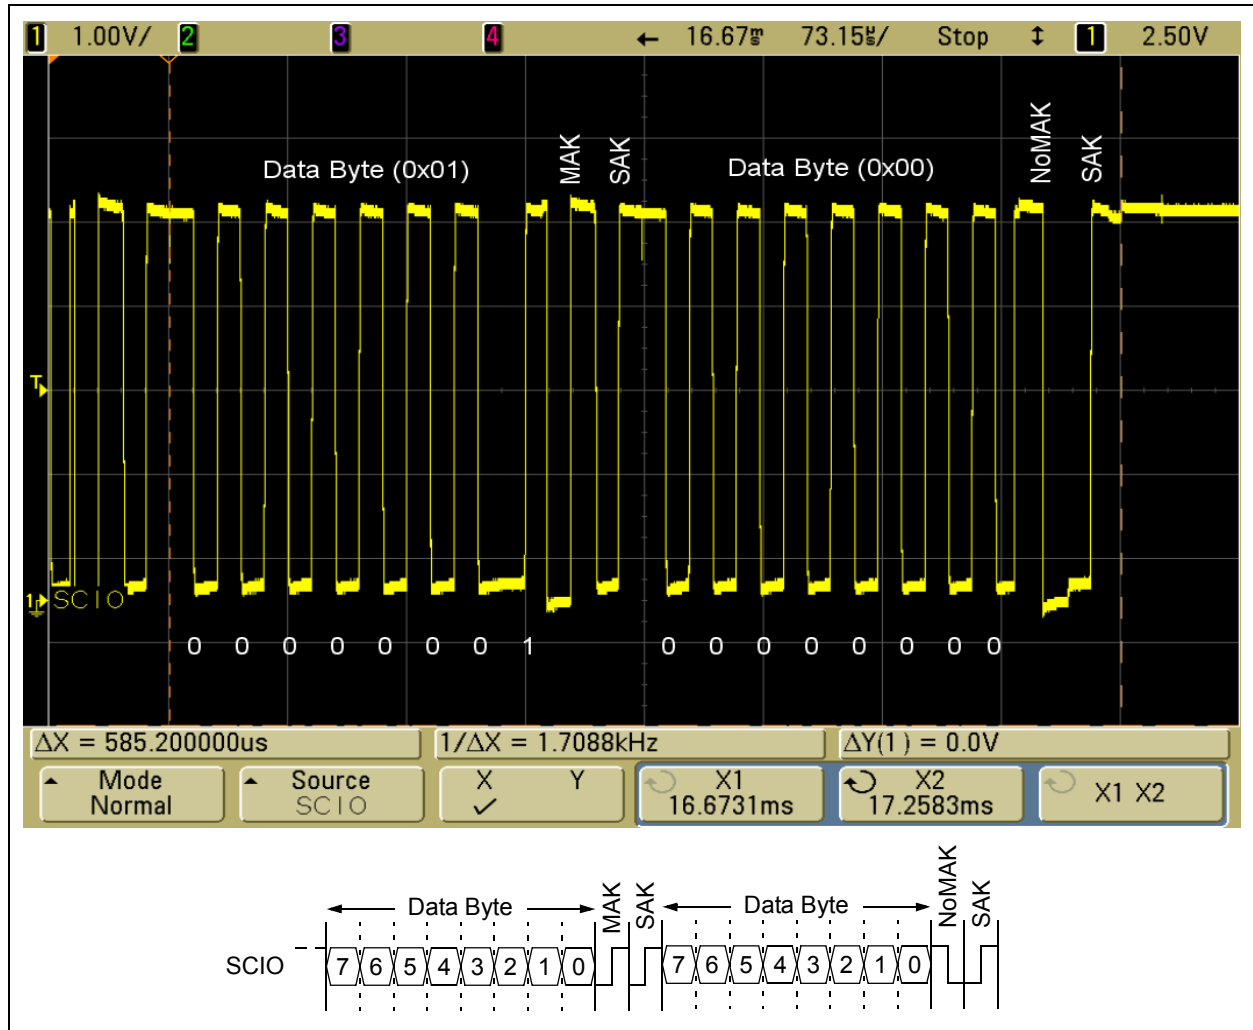 1 1.00V/ 2 3 4 ← 16.67ms 73.15us/ Stop ↕ 1 2.50V
Data Byte (0x01) MAK SAK Data Byte (0x00) NoMAK SAK
T
1 SCIO
0 0 0 0 0 0 0 1 0 0 0 0 0 0 0 0
ΔX = 585.200000us 1/ΔX = 1.7088kHz ΔY(1) = 0.0V
Mode Source X Y X1 X2 X1 X2
Normal SCIO ✓ 16.6731ms 17.2583ms
Data Byte MAK SAK Data Byte NoMAK SAK
SCIO 7 6 5 4 3 2 1 0 7 6 5 4 3 2 1 0